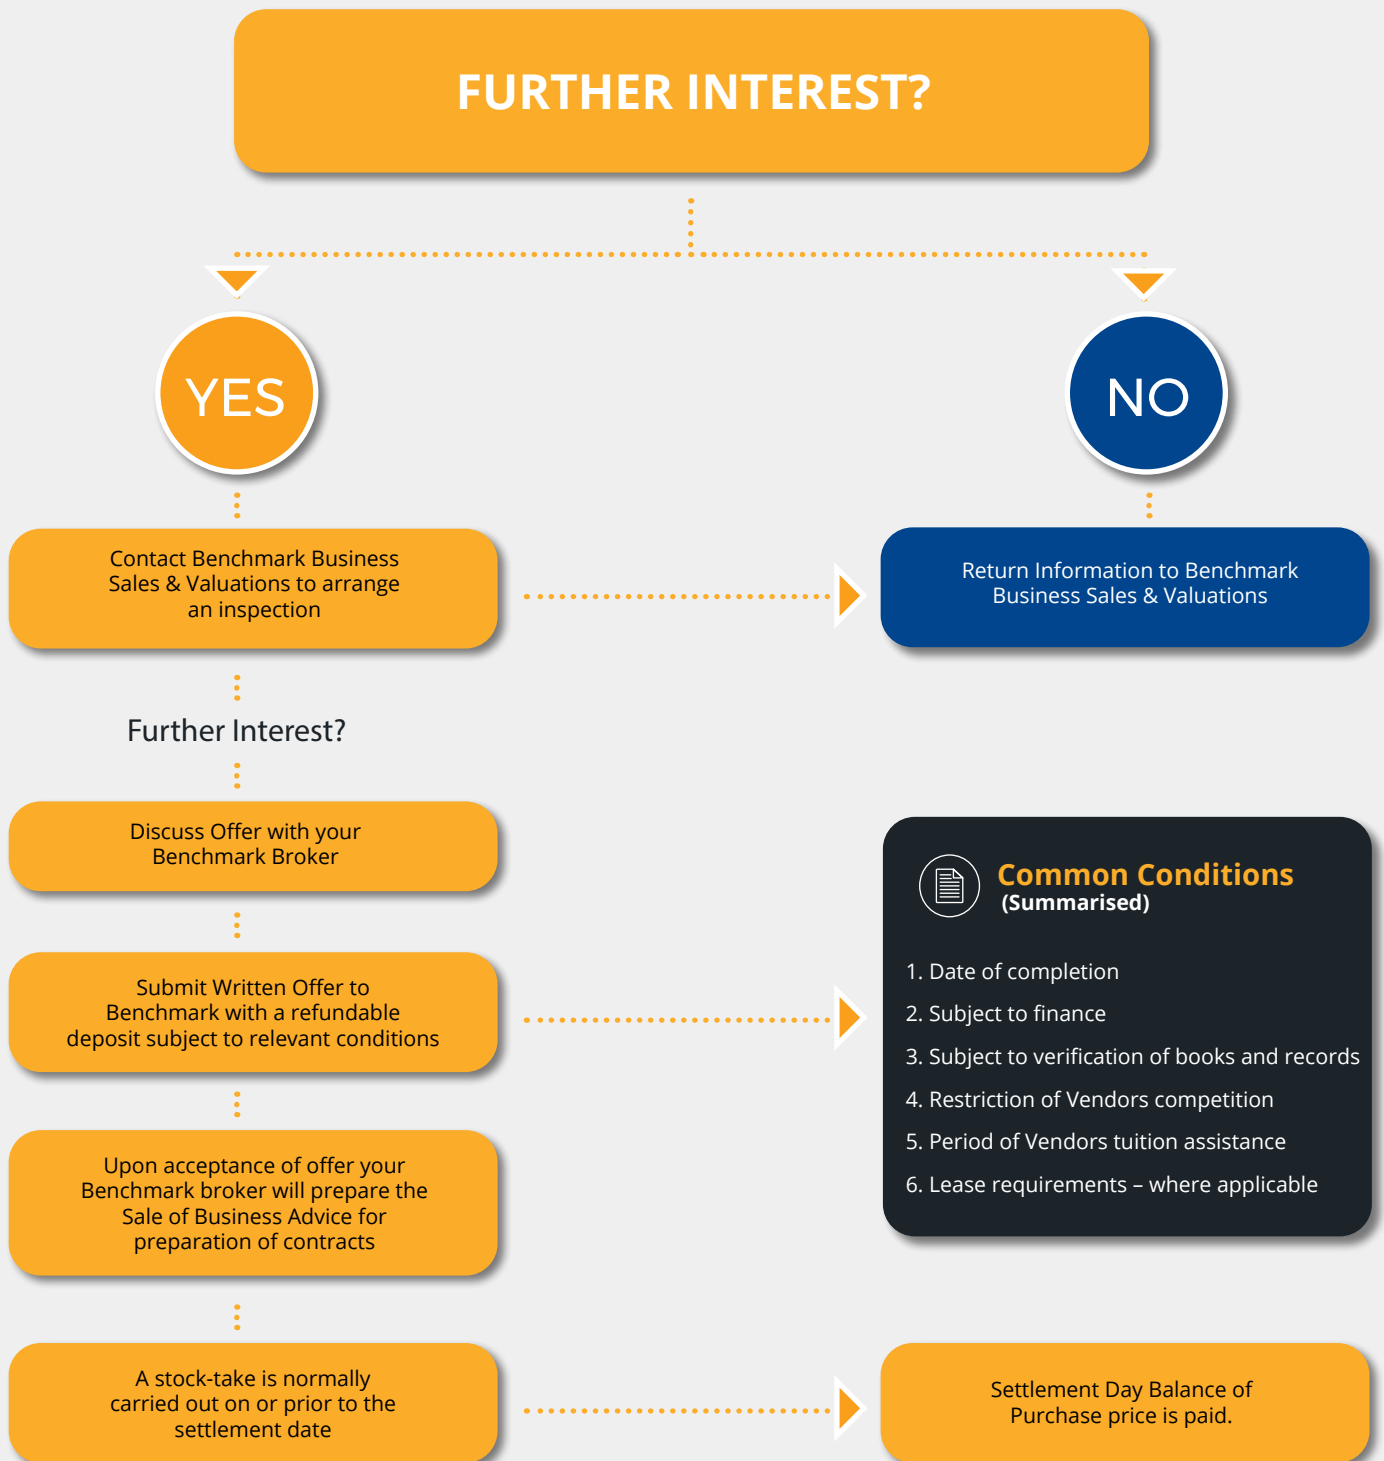 FURTHER INTEREST?
YES
NO
Contact Benchmark Business
Sales & Valuations to arrange
an inspection
Return Information to Benchmark
Business Sales & Valuations
Further Interest?
Discuss Offer with your
Benchmark Broker
Submit Written Offer to
Benchmark with a refundable
deposit subject to relevant conditions
Common Conditions
(Summarised)
1. Date of completion
2. Subject to finance
3. Subject to verification of books and records
4. Restriction of Vendors competition
5. Period of Vendors tuition assistance
6. Lease requirements – where applicable
Upon acceptance of offer your
Benchmark broker will prepare the
Sale of Business Advice for
preparation of contracts
A stock-take is normally
carried out on or prior to the
settlement date
Settlement Day Balance of
Purchase price is paid.